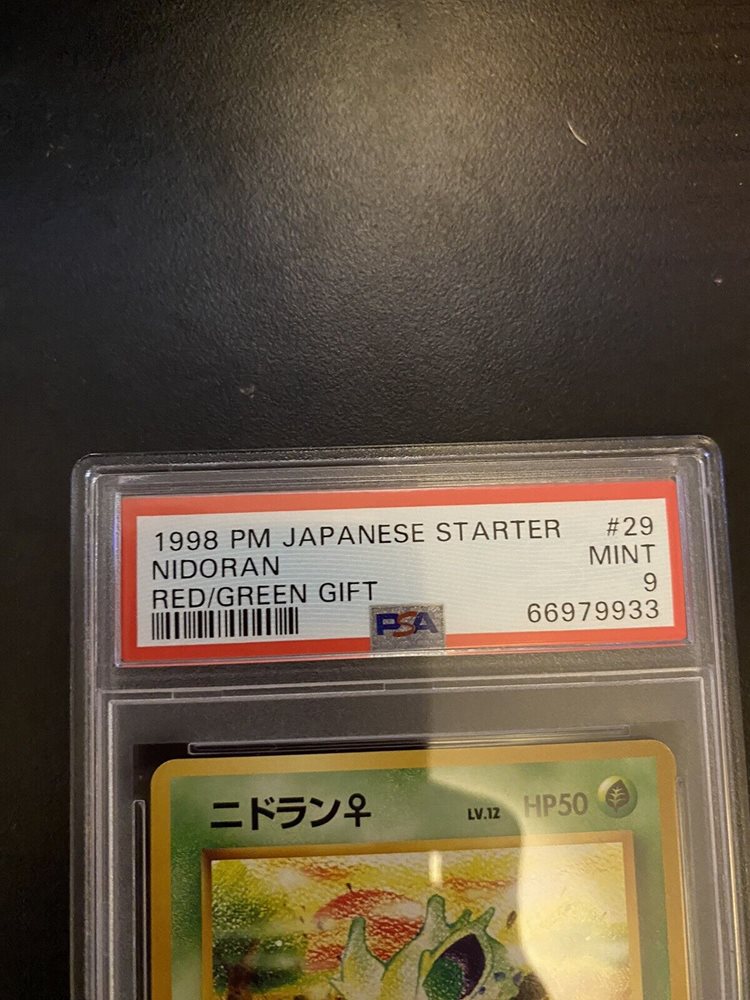 1998 PM JAPANESE STARTER #29
NIDORAN MINT
RED/GREEN GIFT 9
PSA 66979933
ニドラン♀ LV.12 HP50